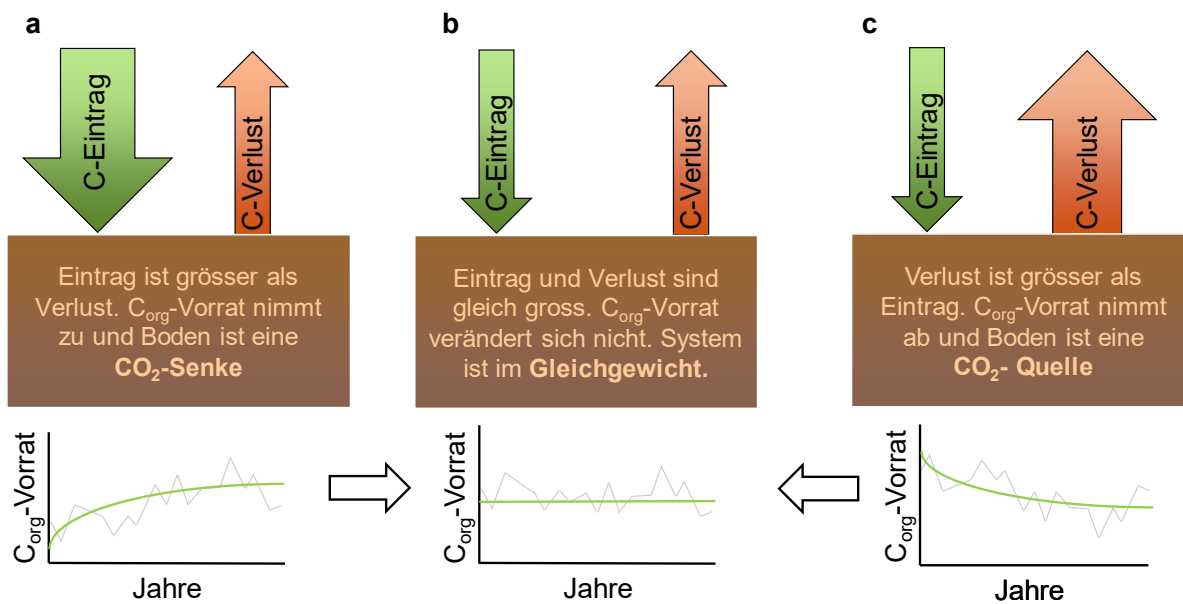 a
C-Eintrag
C-Verlust
Eintrag ist grösser als
Verlust. Corg-Vorrat nimmt
zu und Boden ist eine
CO2-Senke
Corg-Vorrat
Jahre
b
C-Eintrag
C-Verlust
Eintrag und Verlust sind
gleich gross. Corg-Vorrat
verändert sich nicht. System
ist im Gleichgewicht.
Corg-Vorrat
Jahre
c
C-Eintrag
C-Verlust
Verlust ist grösser als
Eintrag. Corg-Vorrat nimmt
ab und Boden ist eine
CO2- Quelle
Corg-Vorrat
Jahre